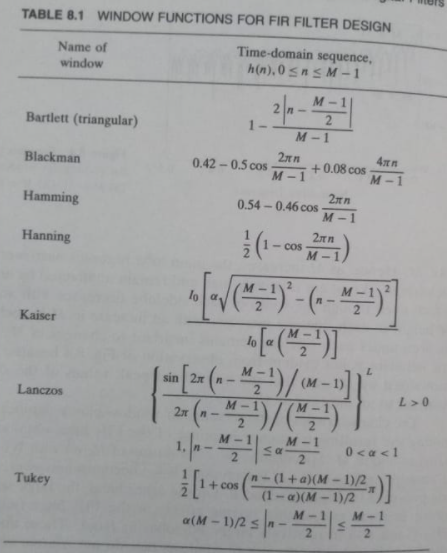 TABLE 8.1 WINDOW FUNCTIONS FOR FIR FILTER DESIGN
Name of window
Time-domain sequence,
h(n), 0 ≤ n ≤ M − 1
Bartlett (triangular) 1 − (2 |n − (M − 1)/2|)/(M − 1)
Blackman 0.42 − 0.5 cos (2πn)/(M − 1) + 0.08 cos (4πn)/(M − 1)
Hamming 0.54 − 0.46 cos (2πn)/(M − 1)
Hanning 1/2 (1 − cos (2πn)/(M − 1))
Kaiser I₀[α√(((M − 1)/2)² − (n − (M − 1)/2)²)] / I₀[α((M − 1)/2)]
Lanczos {sin[2π(n − (M − 1)/2)/(M − 1)] / (2π(n − (M − 1)/2)/((M − 1)/2))}^L L > 0
1, |n − (M − 1)/2| ≤ α (M − 1)/2 0 < α < 1
Tukey 1/2 [1 + cos((n − (1 + a)(M − 1)/2)/((1 − α)(M − 1)/2) π)]
α(M − 1)/2 ≤ |n − (M − 1)/2| ≤ (M − 1)/2